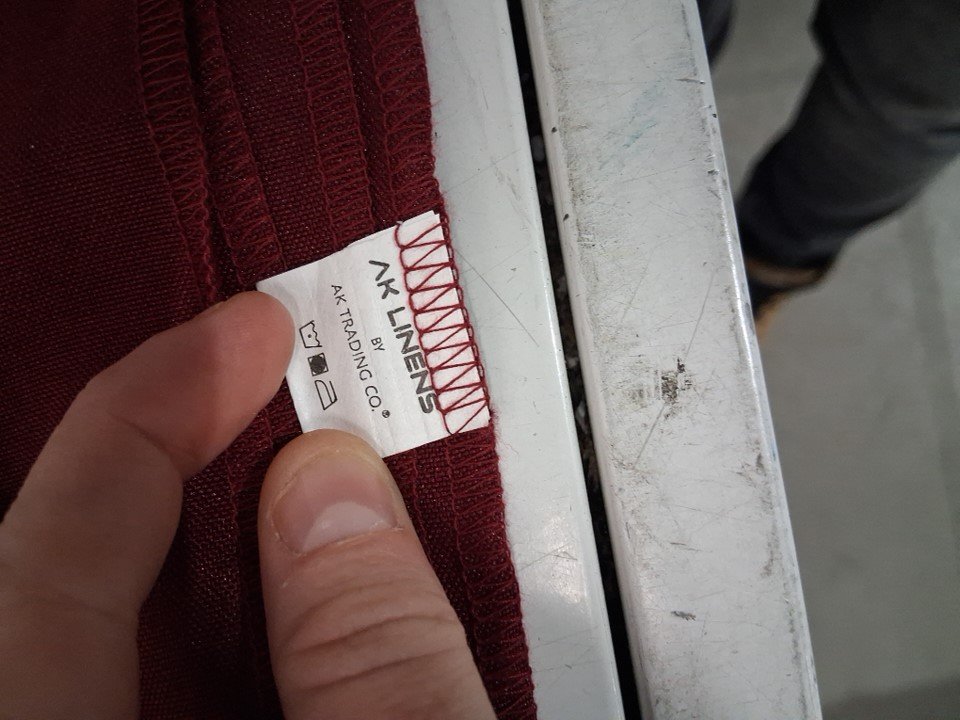 AK LINENS
BY
AK TRADING CO.®